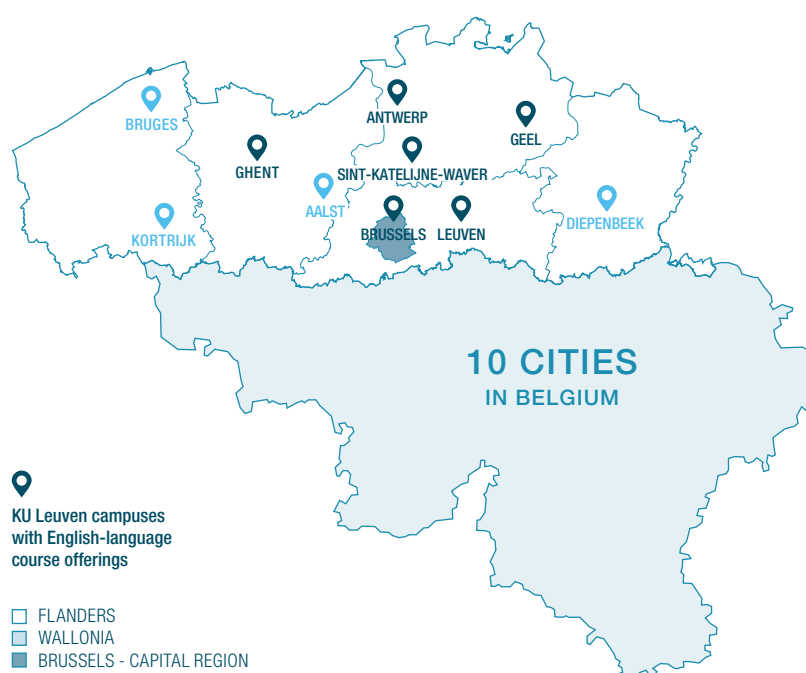 BRUGES
ANTWERP
GEEL
GHENT
SINT-KATELIJNE-WAVER
AALST
KORTRIJK
BRUSSELS
LEUVEN
DIEPENBEEK
10 CITIES
IN BELGIUM
KU Leuven campuses
with English-language
course offerings
FLANDERS
WALLONIA
BRUSSELS - CAPITAL REGION